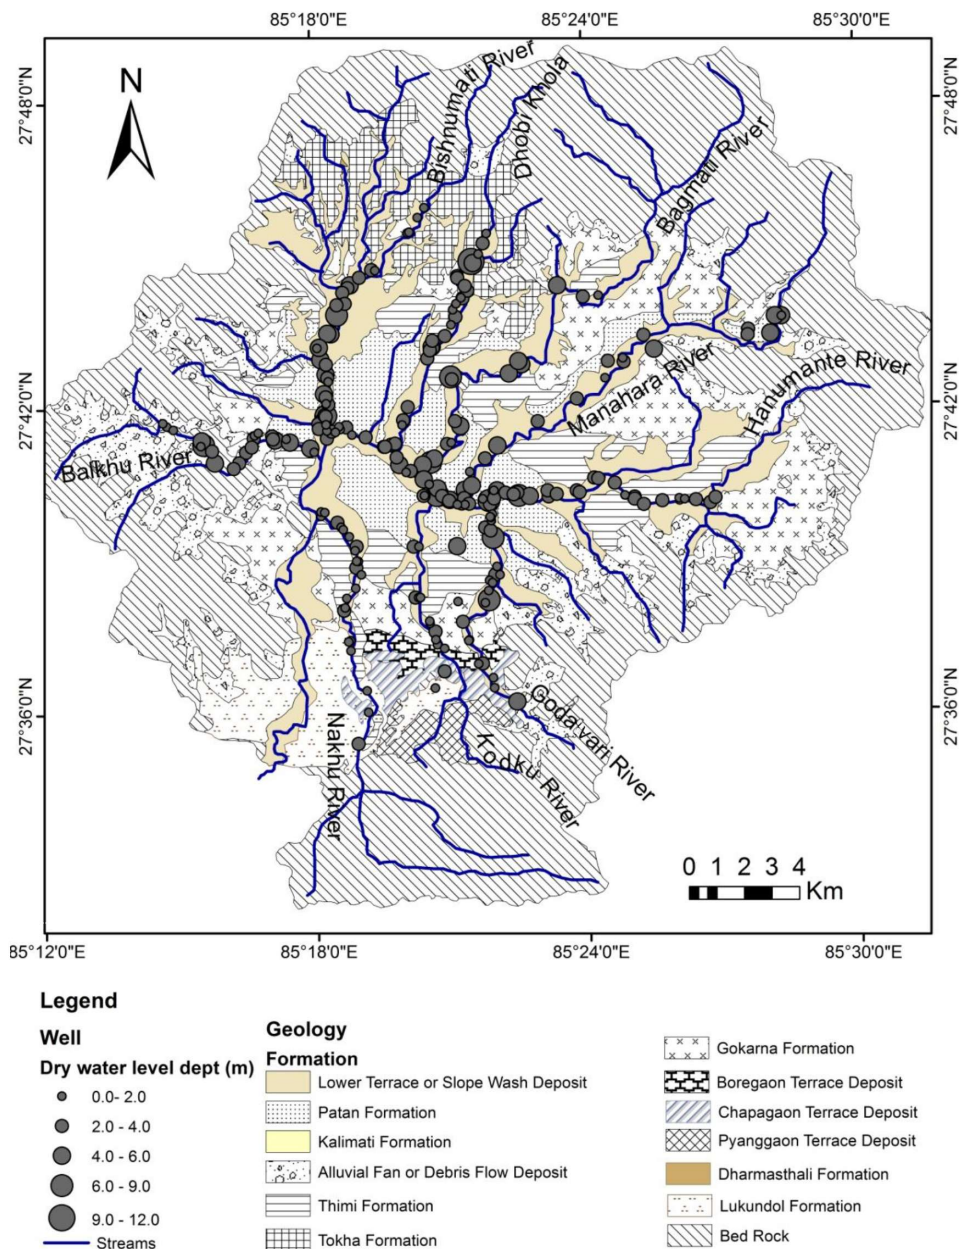 85°18'0"E 85°24'0"E 85°30'0"E
N
27°48'0"N
27°48'0"N
Bishnumati River
Dhobi Khola
Bagmati River
27°42'0"N
27°42'0"N
Manahara River
Hanumante River
Balkhu River
27°36'0"N
27°36'0"N
Nakhu River
Kodku River
Godavari River
0 1 2 3 4
Km
85°12'0"E 85°18'0"E 85°24'0"E 85°30'0"E
Legend
Well
Dry water level dept (m)
0.0- 2.0
2.0 - 4.0
4.0 - 6.0
6.0 - 9.0
9.0 - 12.0
Streams
Geology
Formation
Lower Terrace or Slope Wash Deposit
Patan Formation
Kalimati Formation
Alluvial Fan or Debris Flow Deposit
Thimi Formation
Tokha Formation
Gokarna Formation
Boregaon Terrace Deposit
Chapagaon Terrace Deposit
Pyanggaon Terrace Deposit
Dharmasthali Formation
Lukundol Formation
Bed Rock